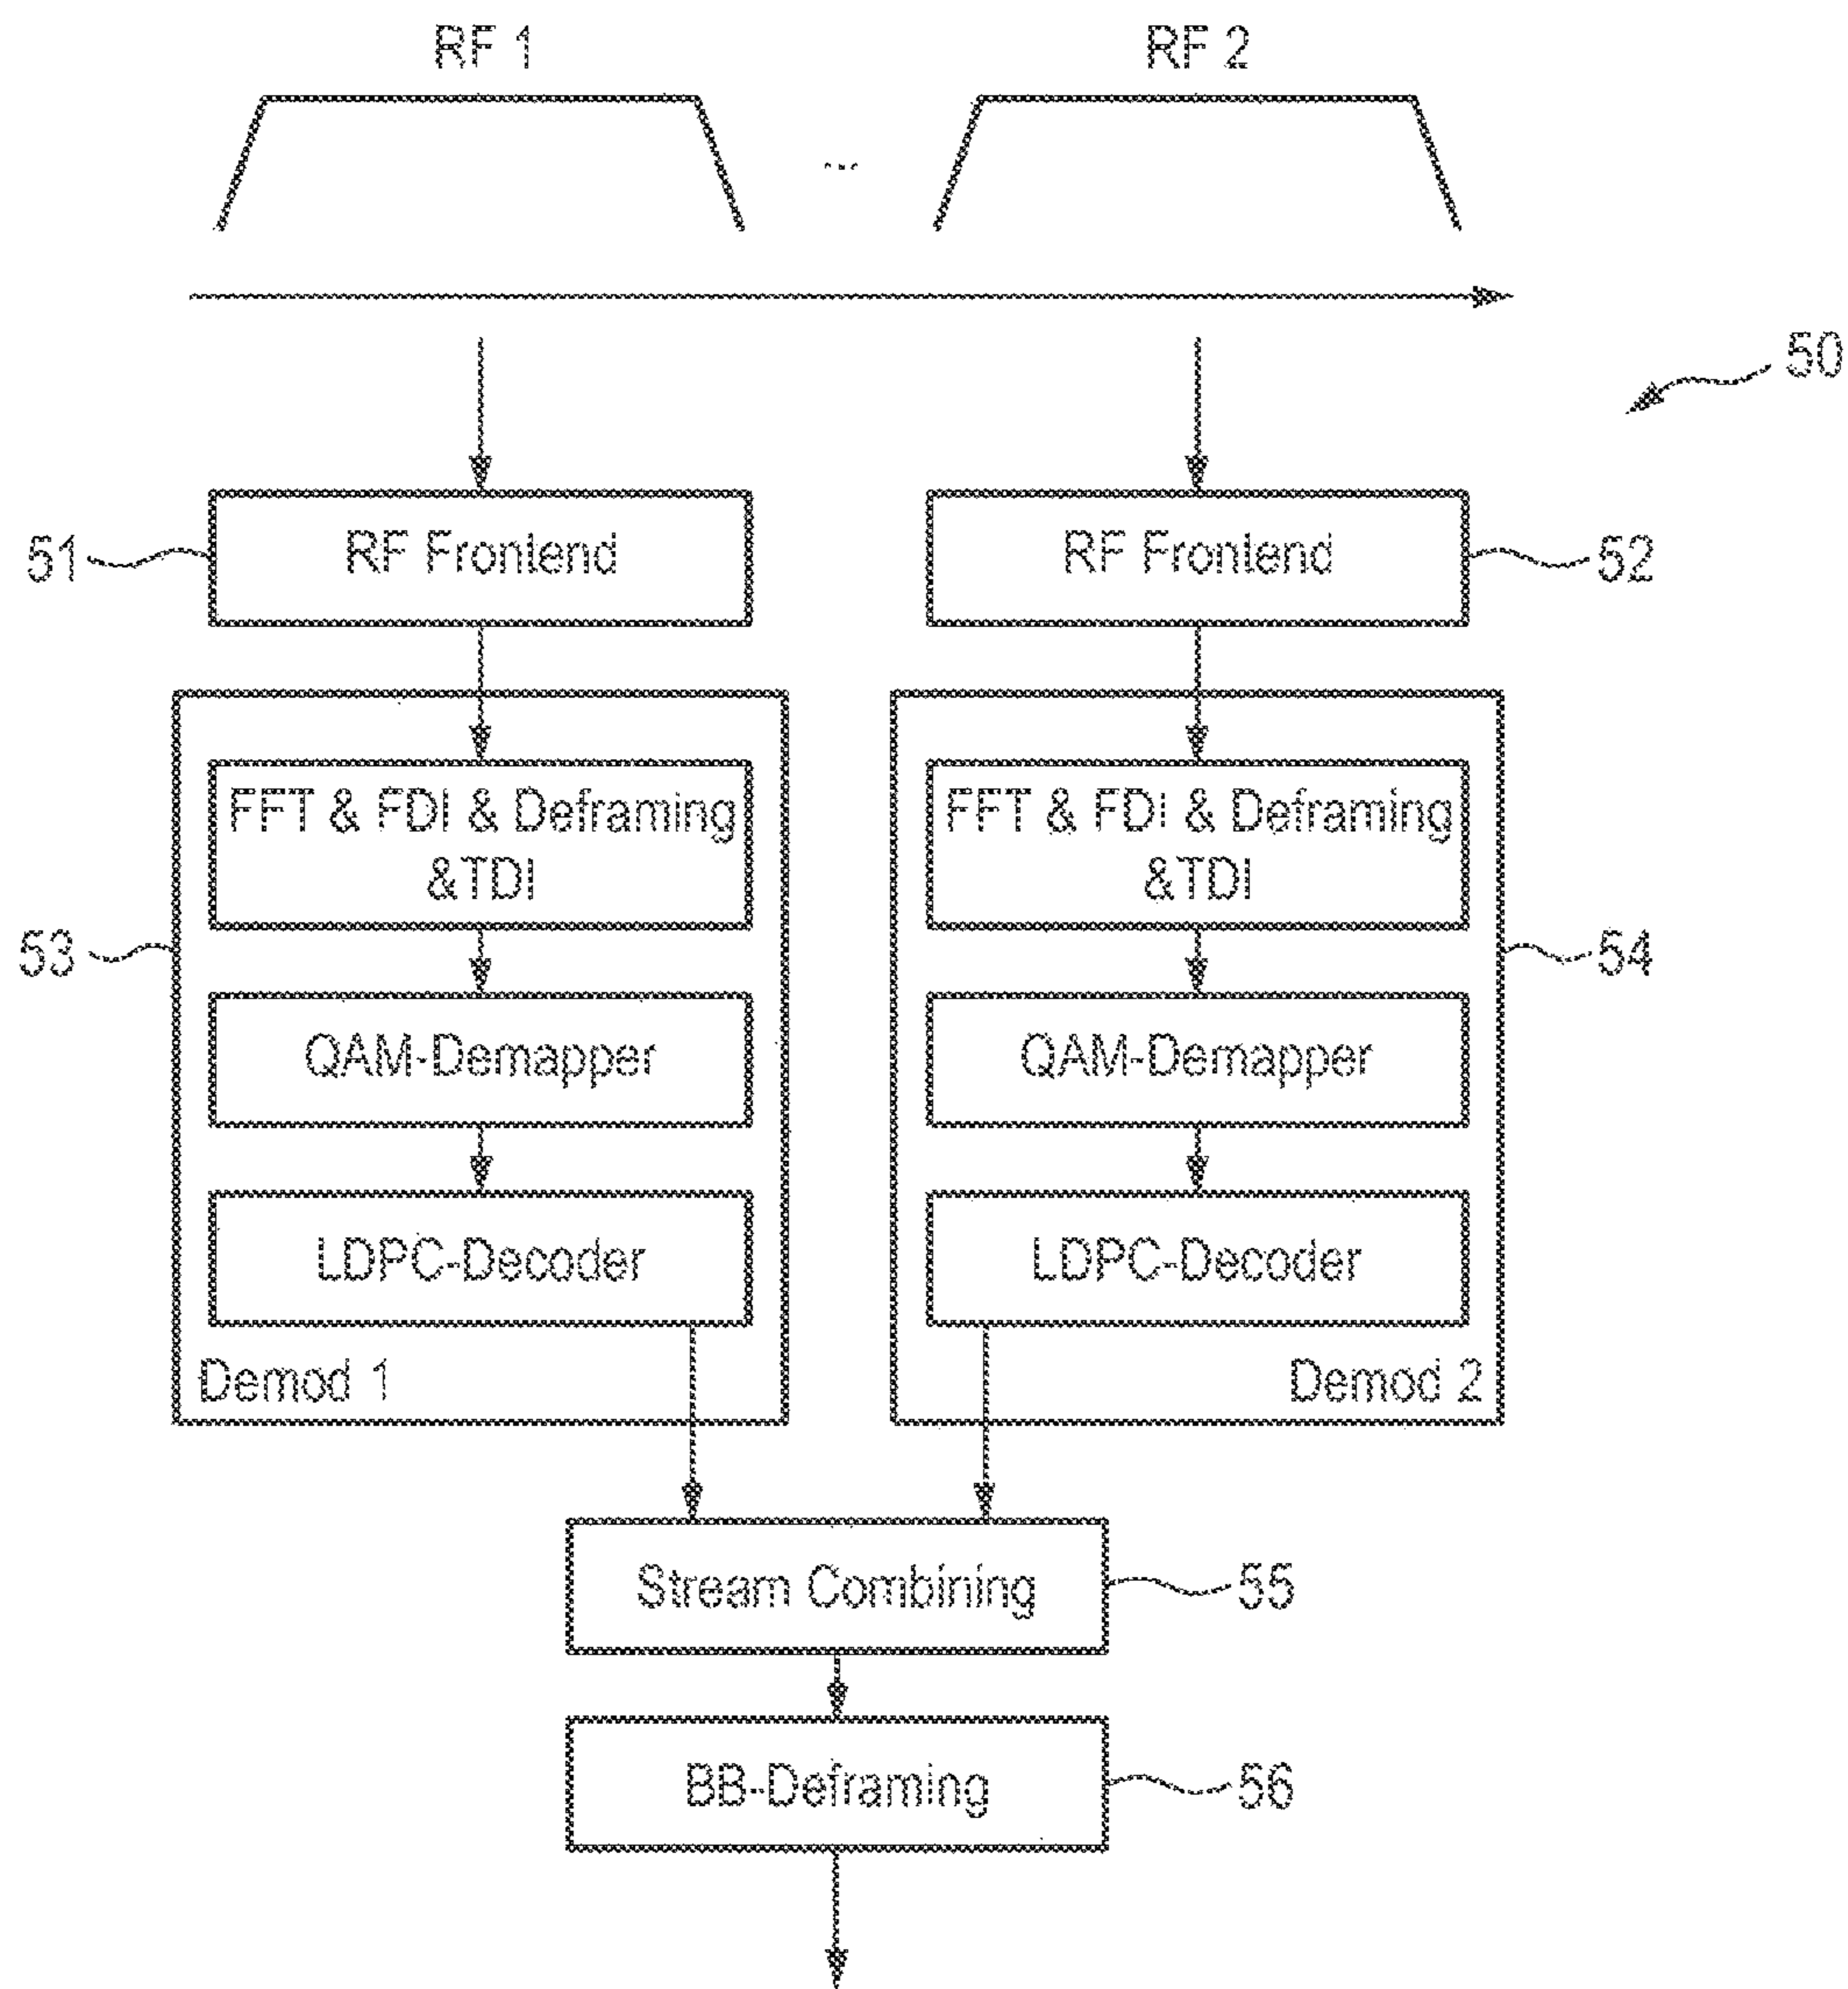 RF 1
RF 2
...
50
51
RF Frontend
RF Frontend
52
FFT & FDI & Deframing
&TDI
FFT & FDI & Deframing
&TDI
53
54
QAM-Demapper
QAM-Demapper
LDPC-Decoder
LDPC-Decoder
Demod 1
Demod 2
Stream Combining
55
BB-Deframing
56